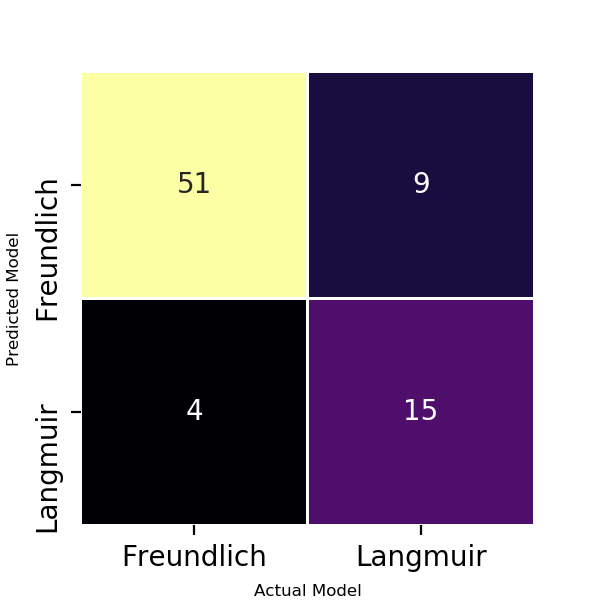 51
9
Freundlich
Predicted Model
4
15
Langmuir
Freundlich
Langmuir
Actual Model